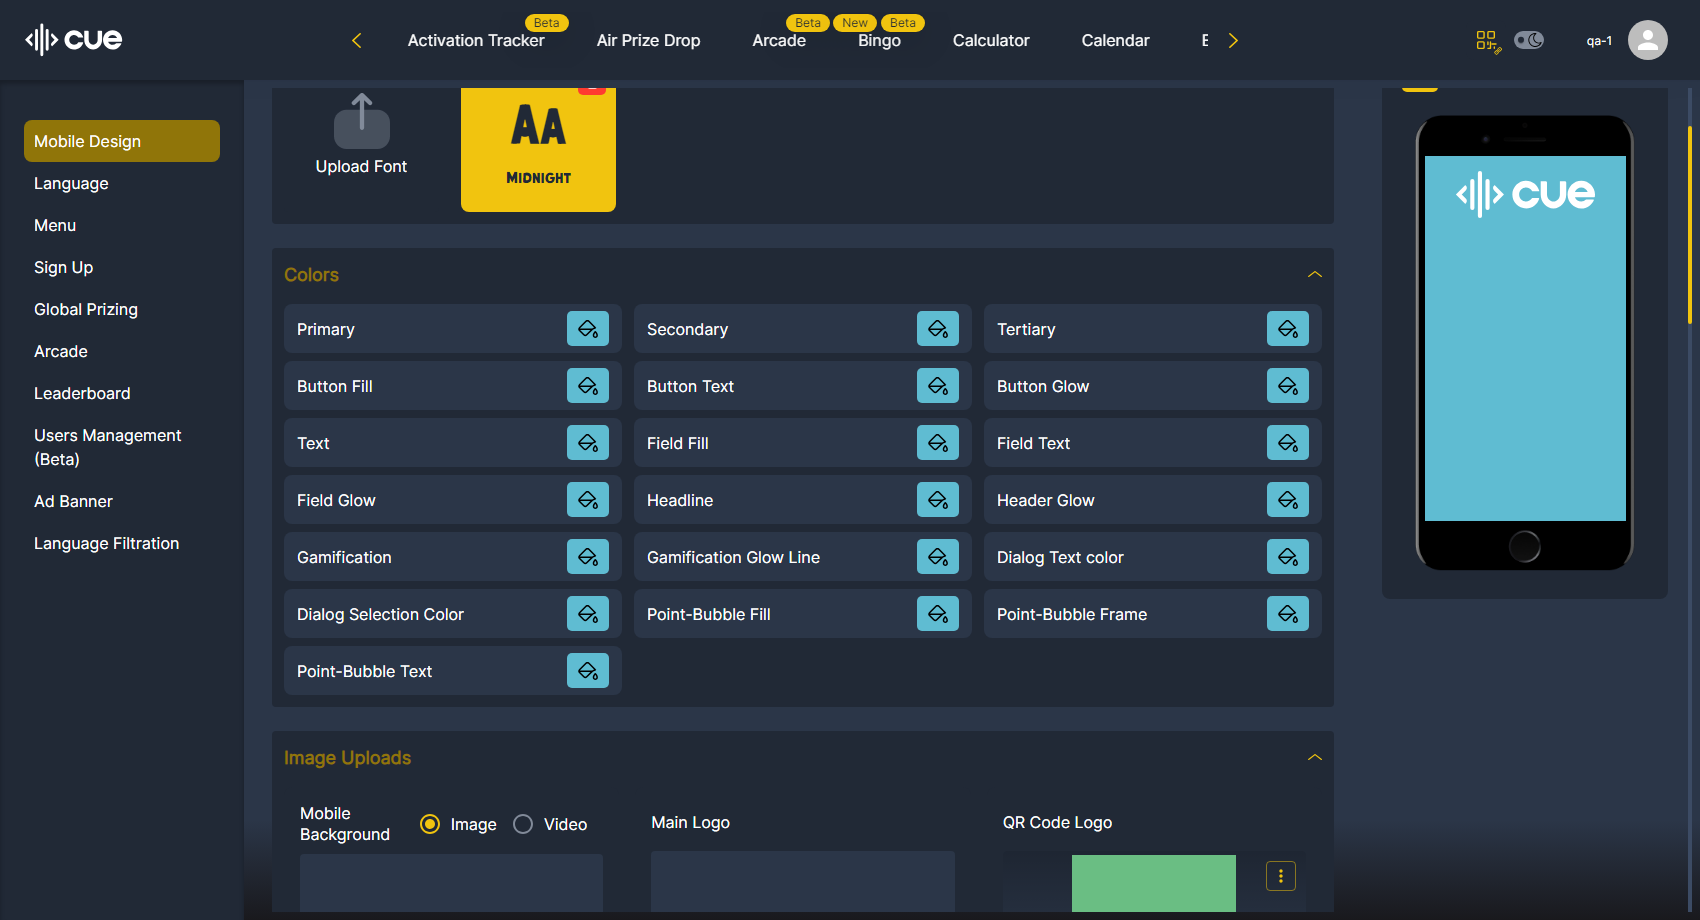 cue
Activation Tracker
Beta
Air Prize Drop
Arcade
Beta
Bingo
New
Beta
Calculator
Calendar
qa-1
Mobile Design
Language
Menu
Sign Up
Global Prizing
Arcade
Leaderboard
Users Management
(Beta)
Ad Banner
Language Filtration
Upload Font
AA
MIDNIGHT
Colors
Primary
Secondary
Tertiary
Button Fill
Button Text
Button Glow
Text
Field Fill
Field Text
Field Glow
Headline
Header Glow
Gamification
Gamification Glow Line
Dialog Text color
Dialog Selection Color
Point-Bubble Fill
Point-Bubble Frame
Point-Bubble Text
Image Uploads
Mobile
Background
Image
Video
Main Logo
QR Code Logo
cue